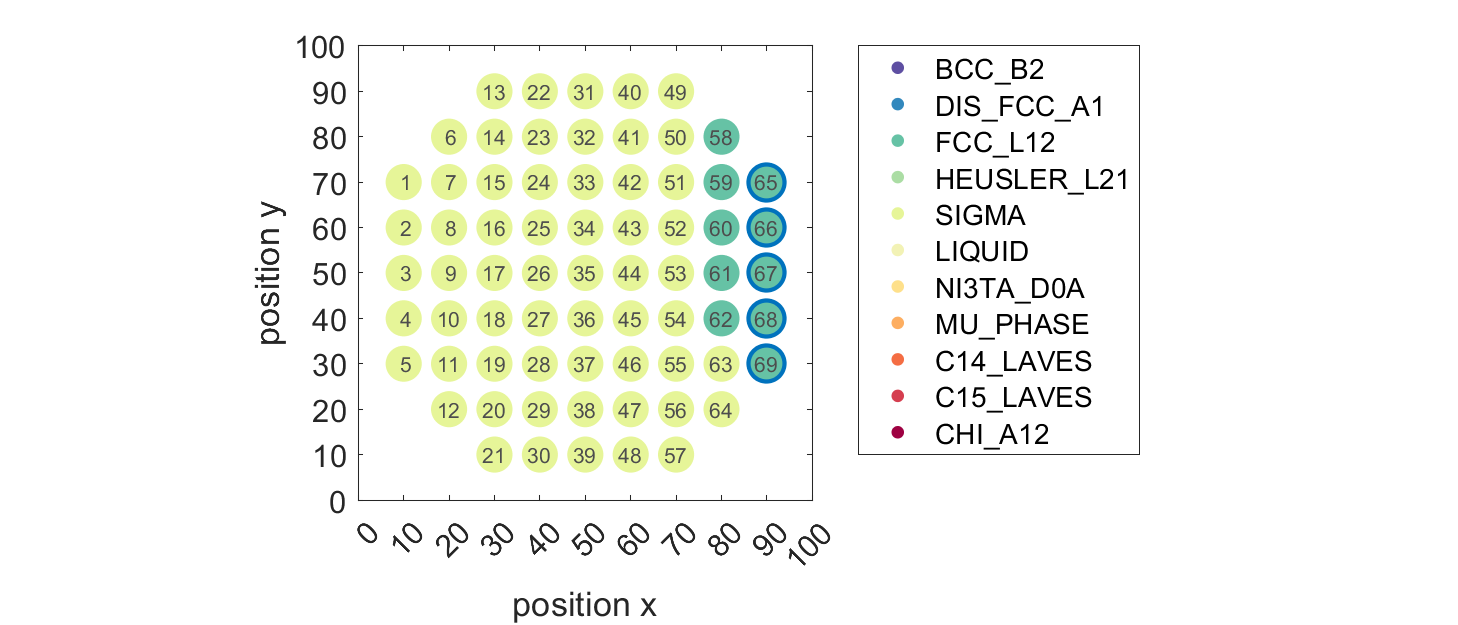 100
90
80
70
60
50
40
30
20
10
0
position y
13 22 31 40 49
6 14 23 32 41 50 58
1 7 15 24 33 42 51 59 65
2 8 16 25 34 43 52 60 66
3 9 17 26 35 44 53 61 67
4 10 18 27 36 45 54 62 68
5 11 19 28 37 46 55 63 69
12 20 29 38 47 56 64
21 30 39 48 57
0 10 20 30 40 50 60 70 80 90 100
position x
BCC_B2
DIS_FCC_A1
FCC_L12
HEUSLER_L21
SIGMA
LIQUID
NI3TA_D0A
MU_PHASE
C14_LAVES
C15_LAVES
CHI_A12